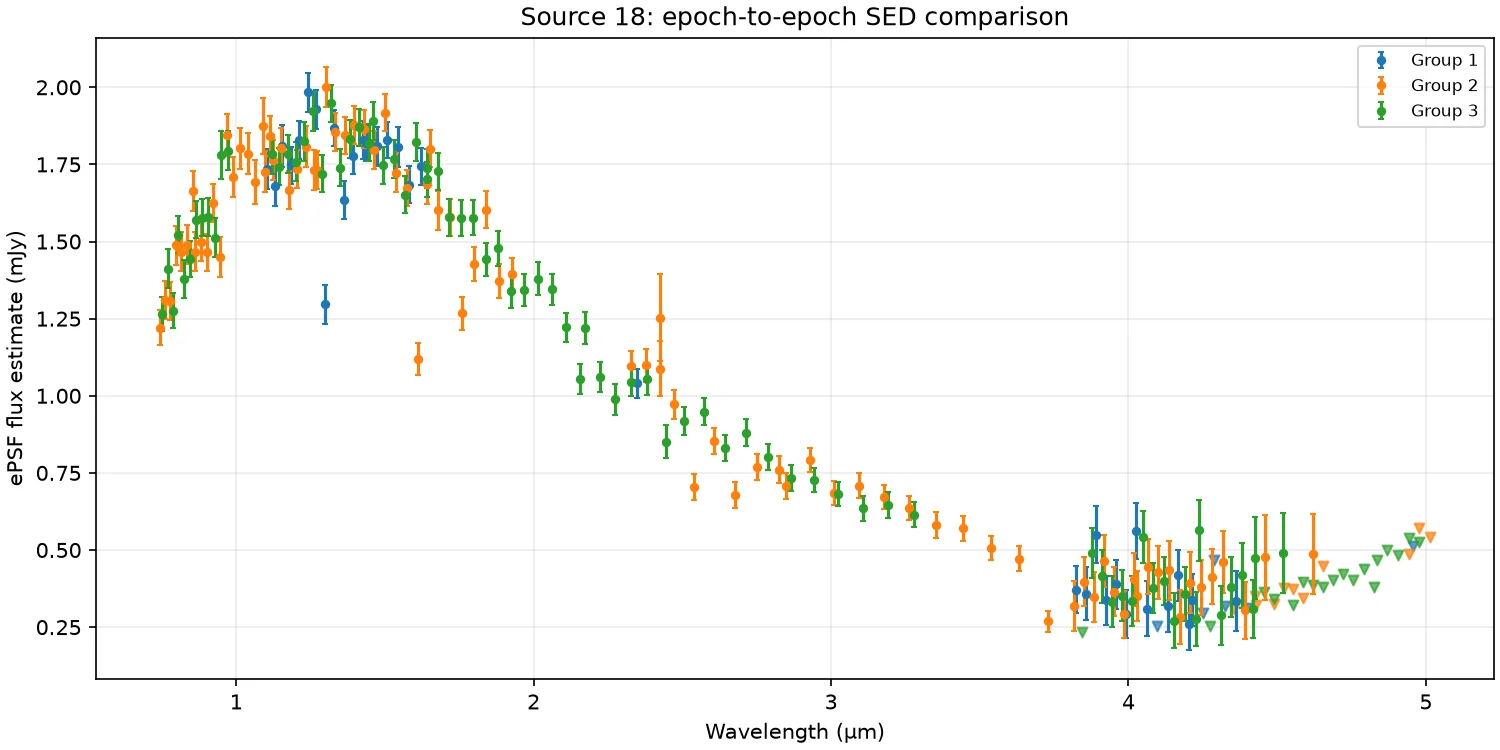 Source 18: epoch-to-epoch SED comparison
Group 1
Group 2
Group 3
ePSF flux estimate (mJy)
2.00
1.75
1.50
1.25
1.00
0.75
0.50
0.25
1 2 3 4 5
Wavelength (μm)